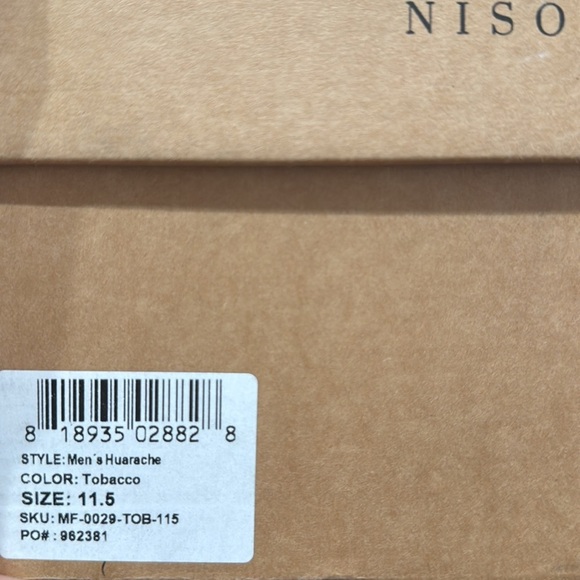 NISO
8 18935 02882 8
STYLE: Men´s Huarache
COLOR: Tobacco
SIZE: 11.5
SKU: MF-0029-TOB-115
PO# : 962381